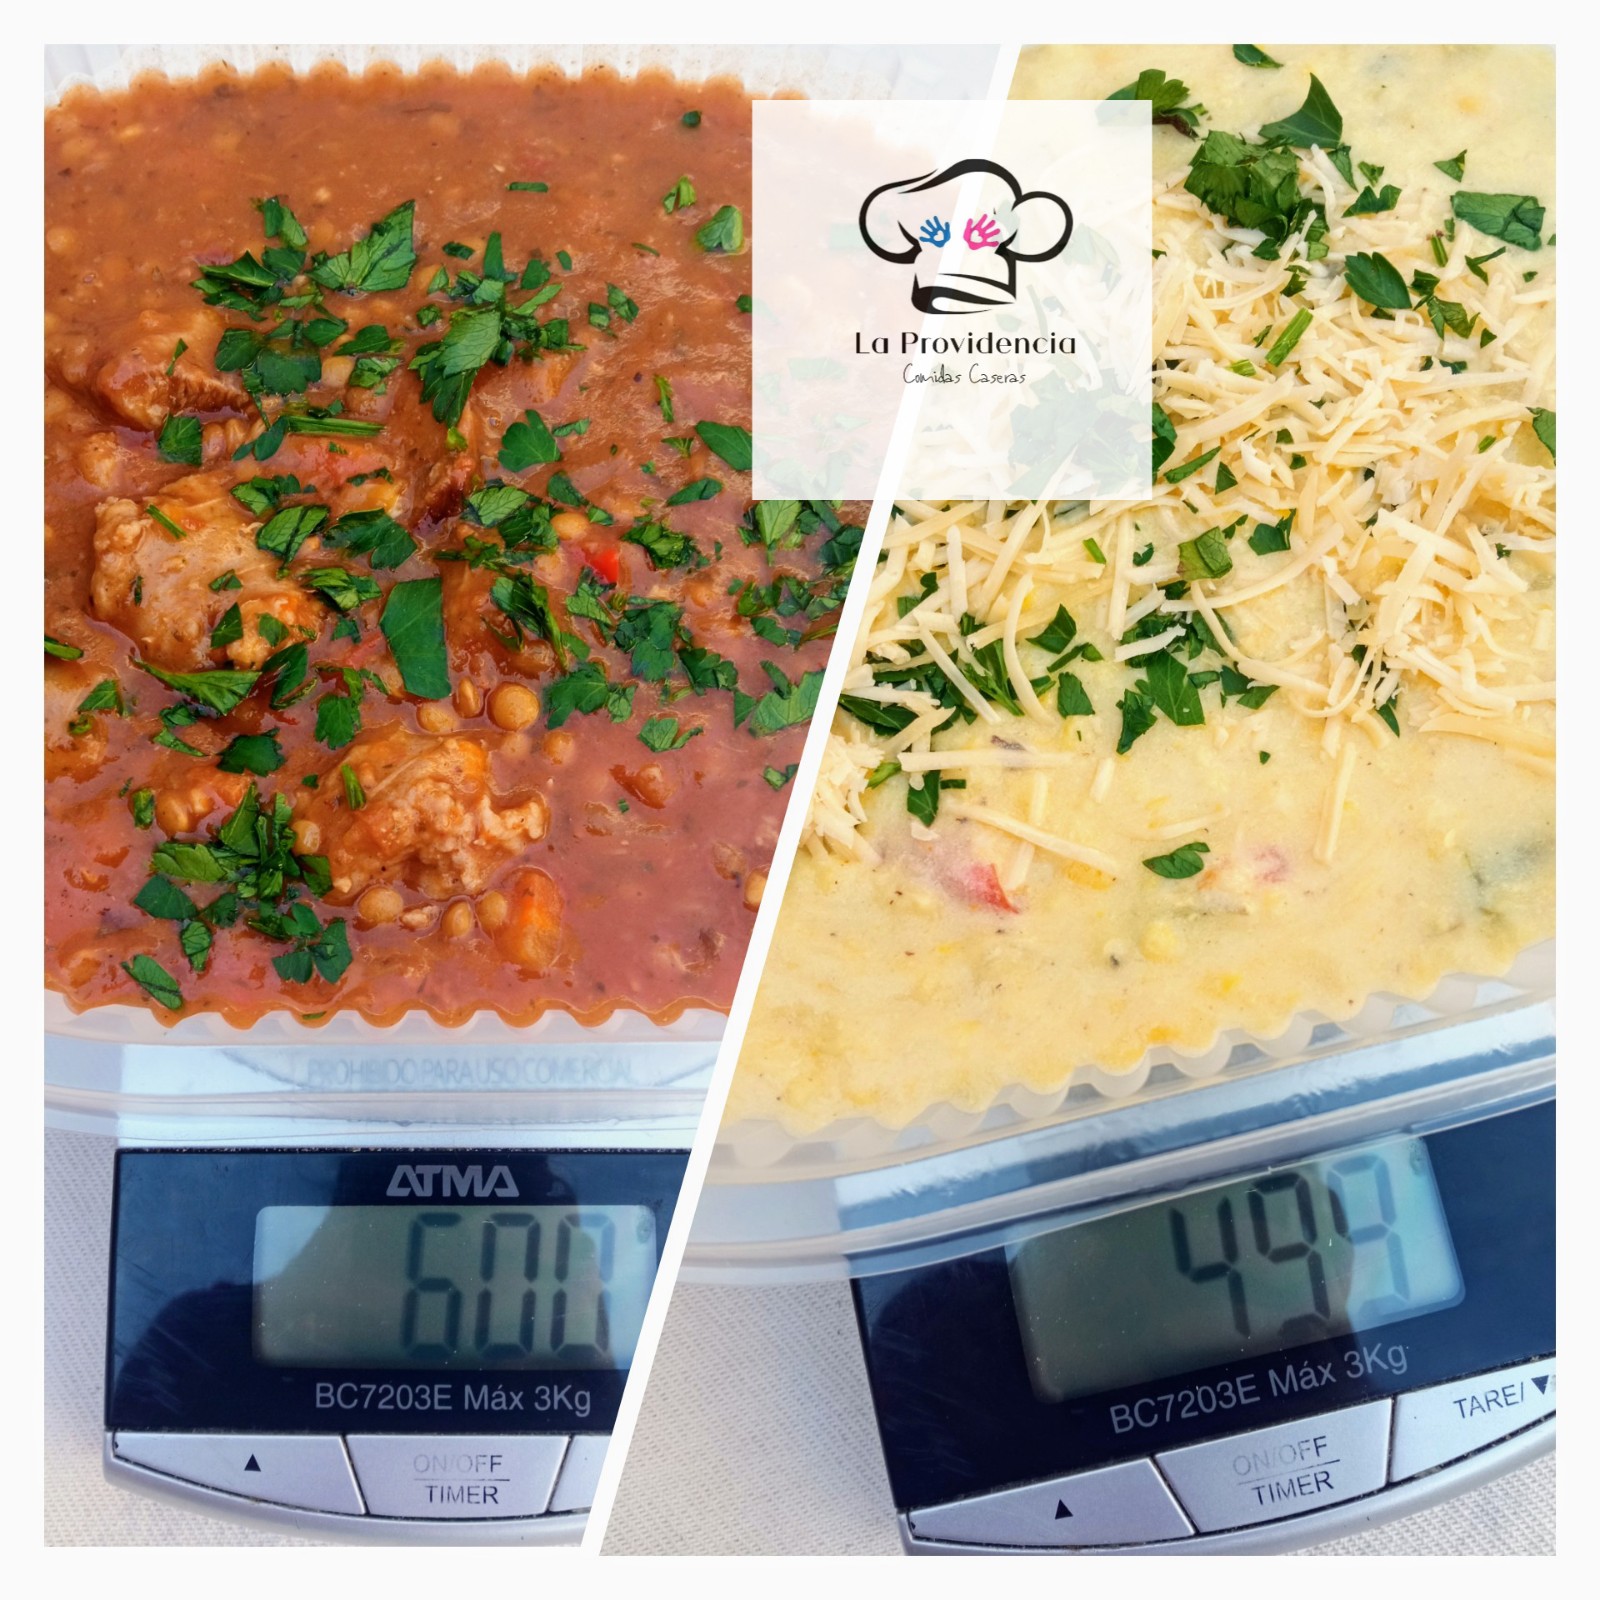 La Providencia
Comidas Caseras
PROHIBIDO PARA USO COMERCIAL
ATMA
600
BC7203E Máx 3Kg
▲
ON/OFF
TIMER
499
BC7203E Máx 3Kg
▲
ON/OFF
TIMER
TARE/ ▼